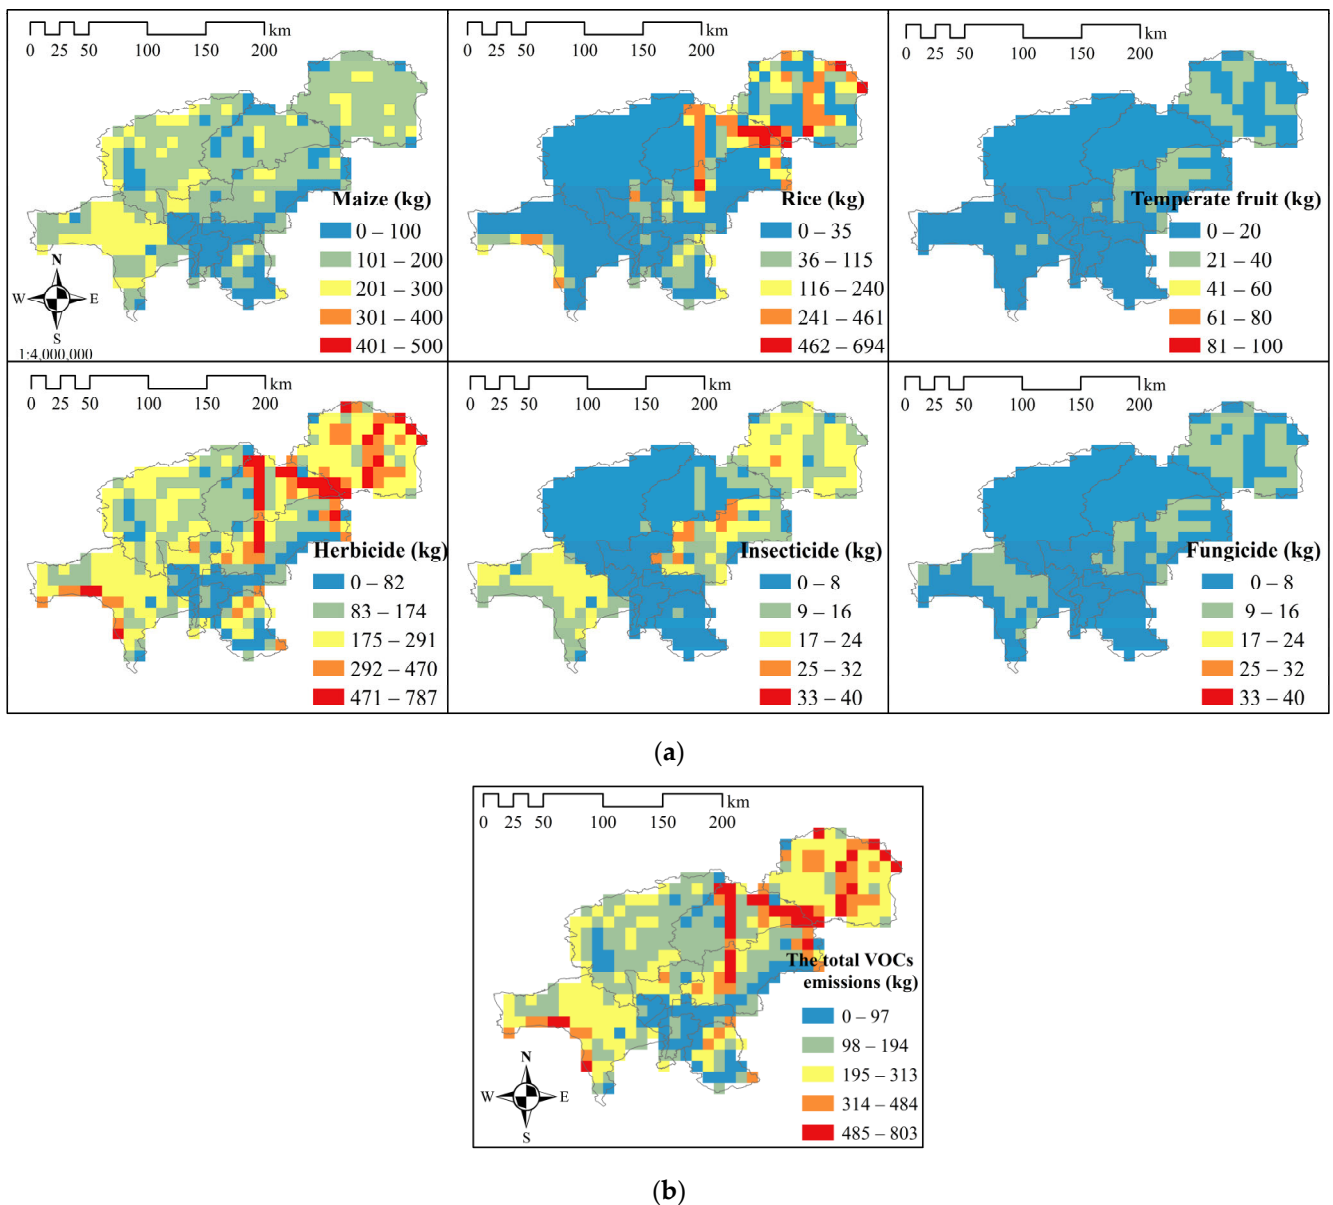 km
0 25 50 100 150 200
Maize (kg)
0 – 100
101 – 200
201 – 300
301 – 400
401 – 500
N
W E
S
1:4,000,000
km
0 25 50 100 150 200
Rice (kg)
0 – 35
36 – 115
116 – 240
241 – 461
462 – 694
km
0 25 50 100 150 200
Temperate fruit (kg)
0 – 20
21 – 40
41 – 60
61 – 80
81 – 100
km
0 25 50 100 150 200
Herbicide (kg)
0 – 82
83 – 174
175 – 291
292 – 470
471 – 787
km
0 25 50 100 150 200
Insecticide (kg)
0 – 8
9 – 16
17 – 24
25 – 32
33 – 40
km
0 25 50 100 150 200
Fungicide (kg)
0 – 8
9 – 16
17 – 24
25 – 32
33 – 40
(a)
km
0 25 50 100 150 200
The total VOCs
emissions (kg)
0 – 97
98 – 194
195 – 313
314 – 484
485 – 803
N
W E
S
(b)